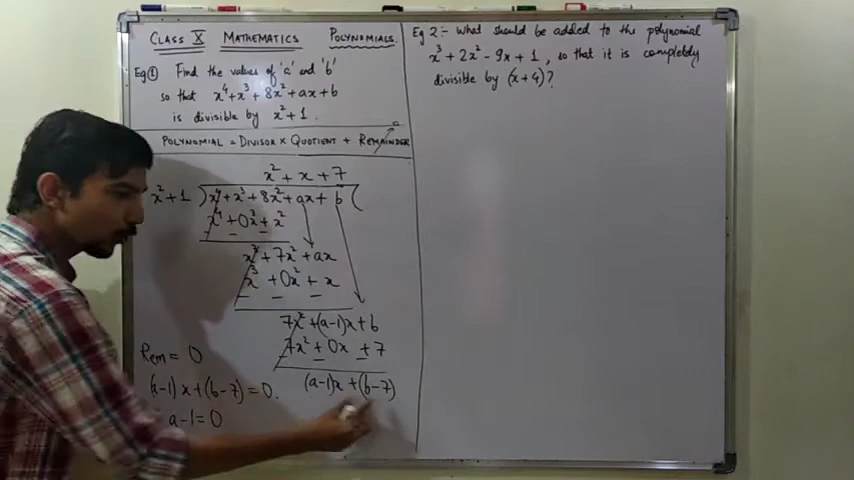 CLASS X MATHEMATICS POLYNOMIALS
Eg ① Find the values of 'a' and 'b'
so that x⁴+x³+8x²+ax+b
is divisible by x²+1.
POLYNOMIAL = DIVISOR × QUOTIENT + REMAINDER 0
x² + x + 7
x²+1 ) x⁴+x³+8x²+ax+b (
x⁴+0x³+x²
− −
x³+7x²+ax
x³+0x²+x
− − −
7x²+(a-1)x+b
7x²+0x+7
− − −
(a-1)x+(b-7)
Rem = 0
(a-1)x+(b-7)=0.
a-1=0
Eg 2:- What should be added to the polynomial
x³+2x²-9x+1, so that it is completely
divisible by (x+4)?